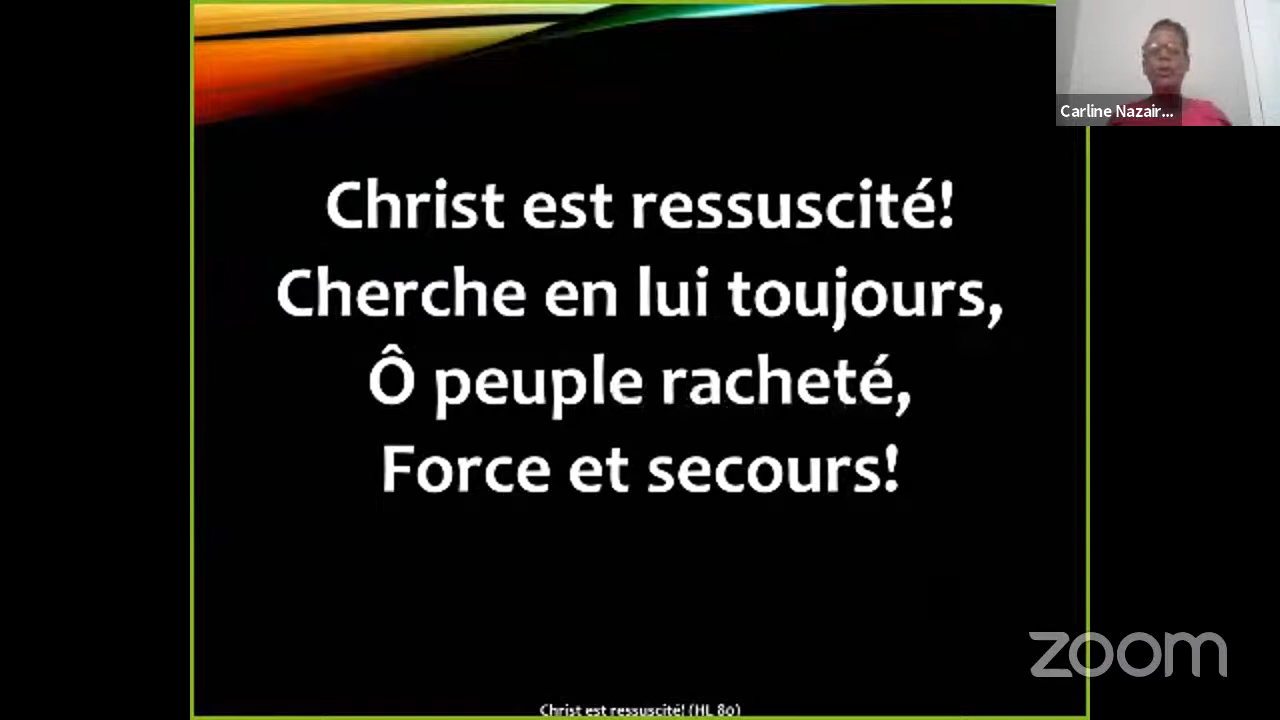 Carline Nazair...
Christ est ressuscité!
Cherche en lui toujours,
Ô peuple racheté,
Force et secours!
zoom
Christ est ressuscité! (HL 80)